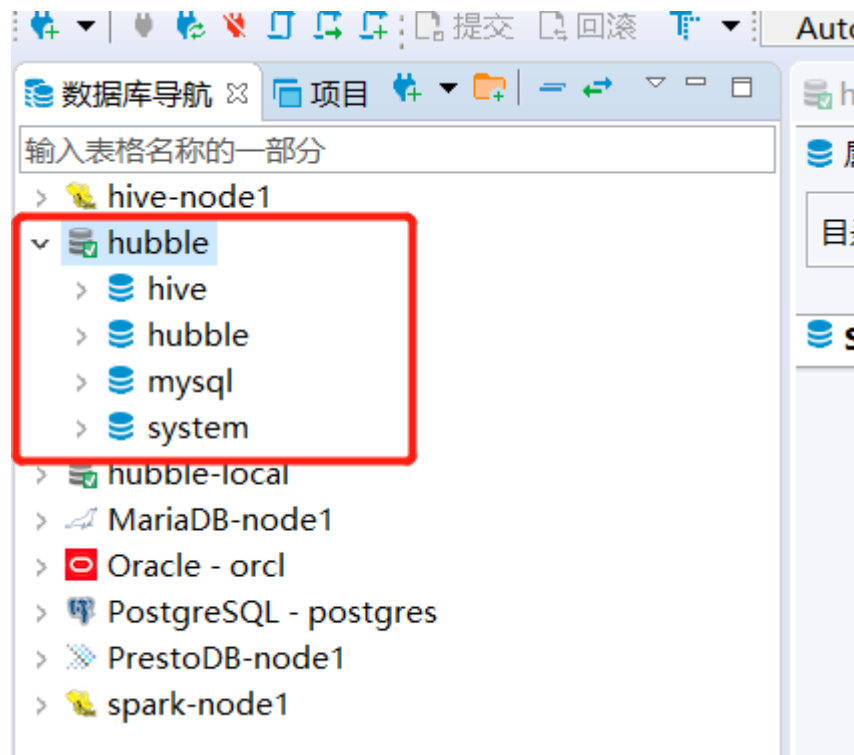 提交 回滚 Auto
数据库导航 项目
输入表格名称的一部分
hive-node1
hubble
hive
hubble
mysql
system
hubble-local
MariaDB-node1
Oracle - orcl
PostgreSQL - postgres
PrestoDB-node1
spark-node1